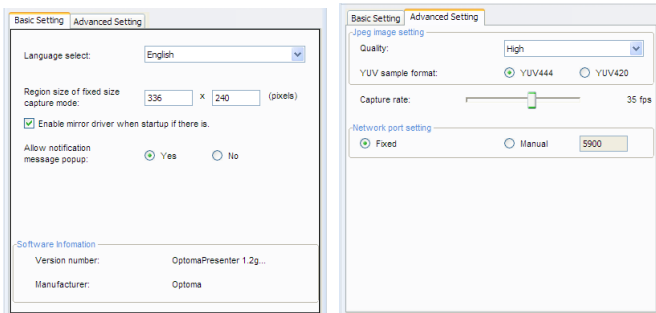 Basic Setting Advanced Setting
Language select: English
Region size of fixed size
capture mode: 336 x 240 (pixels)
Enable mirror driver when startup if there is.
Allow notification
message popup: Yes No
Software Infomation
Version number: OptomaPresenter 1.2g...
Manufacturer: Optoma
Basic Setting Advanced Setting
Jpeg image setting
Quality: High
YUV sample format: YUV444 YUV420
Capture rate: 35 fps
Network port setting
Fixed Manual 5900